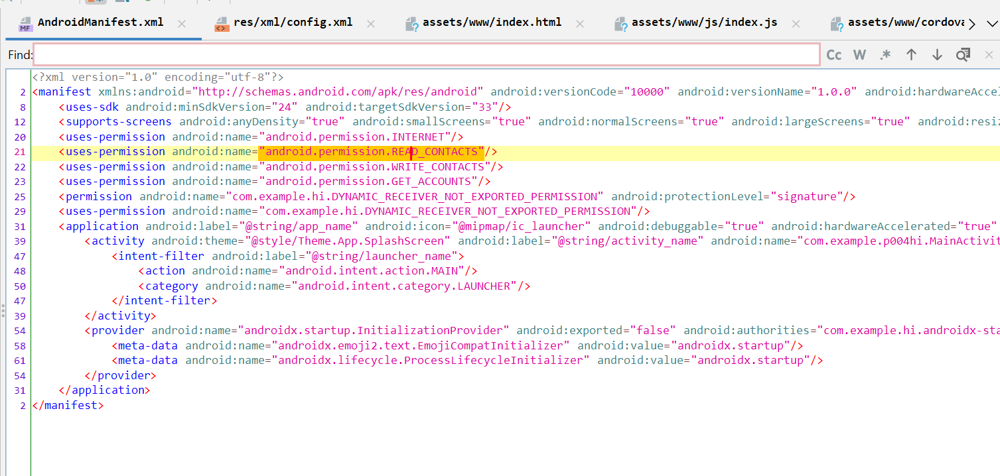 AndroidManifest.xml res/xml/config.xml assets/www/index.html assets/www/js/index.js assets/www/cordova
Find: Cc W .*
<?xml version="1.0" encoding="utf-8"?>
2 <manifest xmlns:android="http://schemas.android.com/apk/res/android" android:versionCode="10000" android:versionName="1.0.0" android:hardwareAccel
8 <uses-sdk android:minSdkVersion="24" android:targetSdkVersion="33"/>
12 <supports-screens android:anyDensity="true" android:smallScreens="true" android:normalScreens="true" android:largeScreens="true" android:resiz
20 <uses-permission android:name="android.permission.INTERNET"/>
21 <uses-permission android:name="android.permission.READ_CONTACTS"/>
22 <uses-permission android:name="android.permission.WRITE_CONTACTS"/>
23 <uses-permission android:name="android.permission.GET_ACCOUNTS"/>
25 <permission android:name="com.example.hi.DYNAMIC_RECEIVER_NOT_EXPORTED_PERMISSION" android:protectionLevel="signature"/>
29 <uses-permission android:name="com.example.hi.DYNAMIC_RECEIVER_NOT_EXPORTED_PERMISSION"/>
31 <application android:label="@string/app_name" android:icon="@mipmap/ic_launcher" android:debuggable="true" android:hardwareAccelerated="true"
39 <activity android:theme="@style/Theme.App.SplashScreen" android:label="@string/activity_name" android:name="com.example.p004hi.MainActivit
47 <intent-filter android:label="@string/launcher_name">
48 <action android:name="android.intent.action.MAIN"/>
50 <category android:name="android.intent.category.LAUNCHER"/>
47 </intent-filter>
39 </activity>
54 <provider android:name="androidx.startup.InitializationProvider" android:exported="false" android:authorities="com.example.hi.androidx-sta
58 <meta-data android:name="androidx.emoji2.text.EmojiCompatInitializer" android:value="androidx.startup"/>
61 <meta-data android:name="androidx.lifecycle.ProcessLifecycleInitializer" android:value="androidx.startup"/>
54 </provider>
31 </application>
2 </manifest>